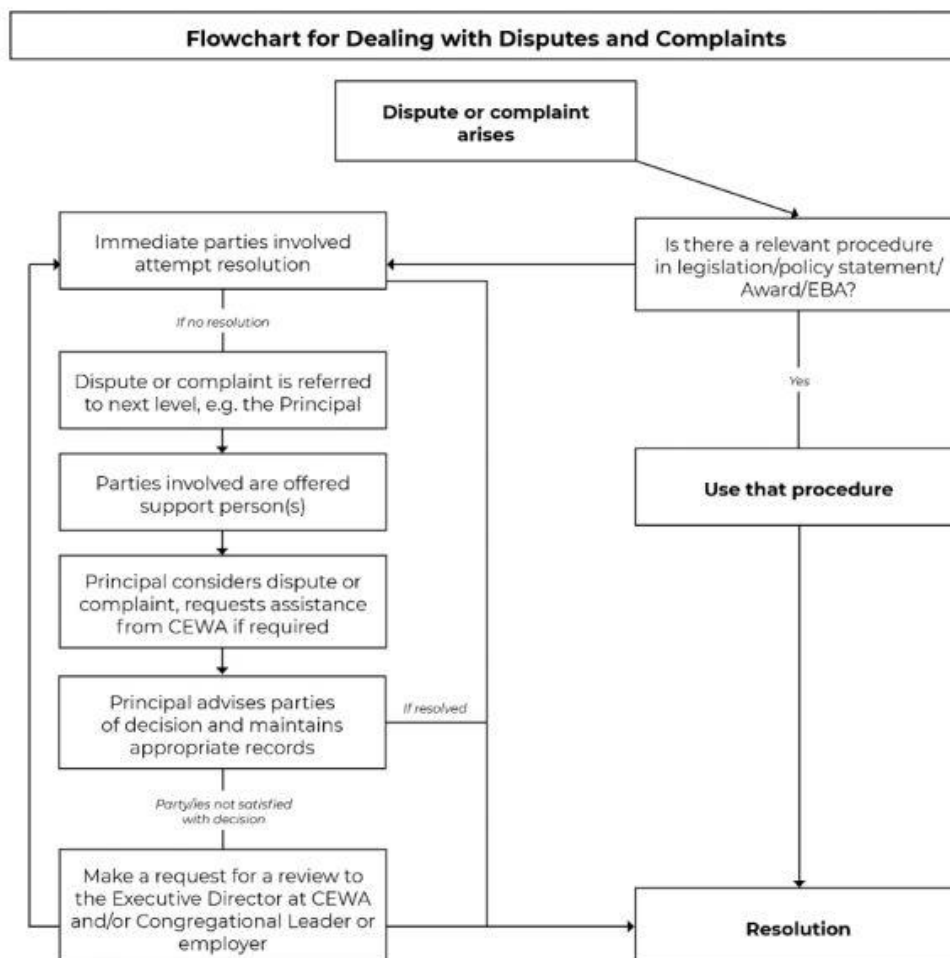 Flowchart for Dealing with Disputes and Complaints
Dispute or complaint
arises
Is there a relevant procedure
in legislation/policy statement/
Award/EBA?
Immediate parties involved
attempt resolution
If no resolution
Dispute or complaint is referred
to next level, e.g. the Principal
Parties involved are offered
support person(s)
Principal considers dispute or
complaint, requests assistance
from CEWA if required
Principal advises parties
of decision and maintains
appropriate records
If resolved
Party/ies not satisfied
with decision
Make a request for a review to
the Executive Director at CEWA
and/or Congregational Leader or
employer
Yes
Use that procedure
Resolution